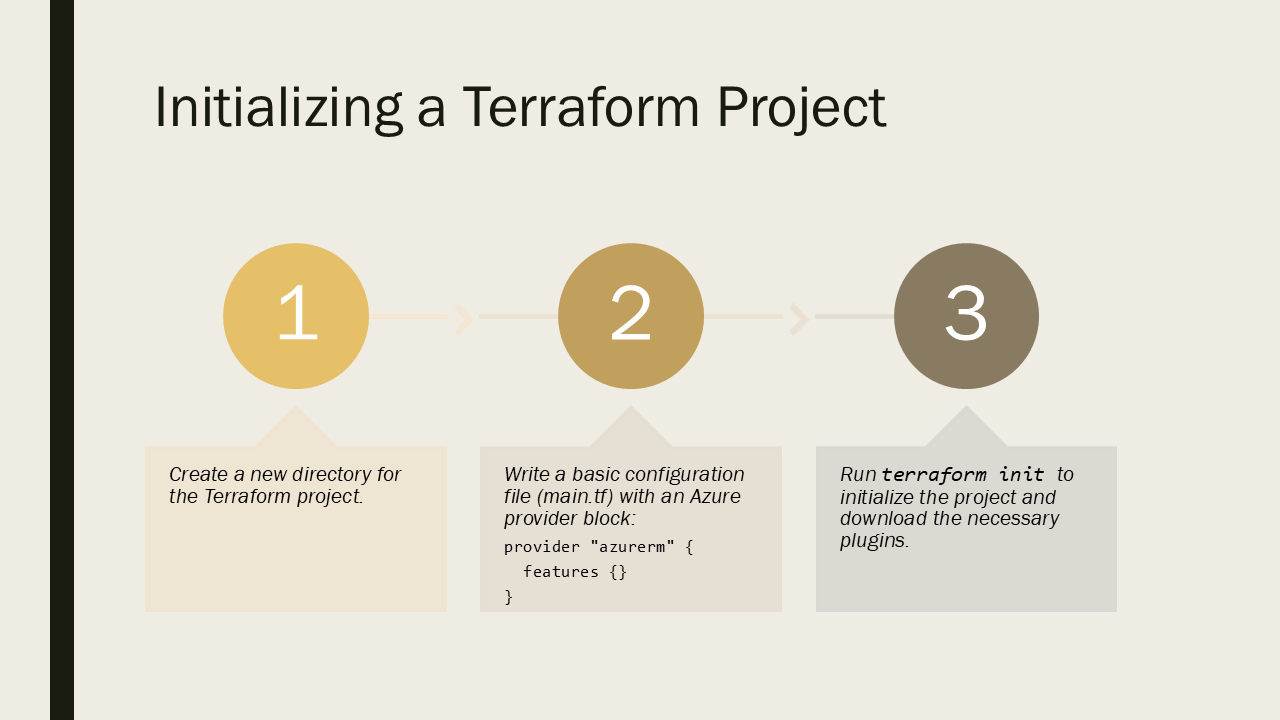 Initializing a Terraform Project
1
2
3
Create a new directory for
the Terraform project.
Write a basic configuration
file (main.tf) with an Azure
provider block:
provider "azurerm" {
  features {}
}
Run terraform init to
initialize the project and
download the necessary
plugins.